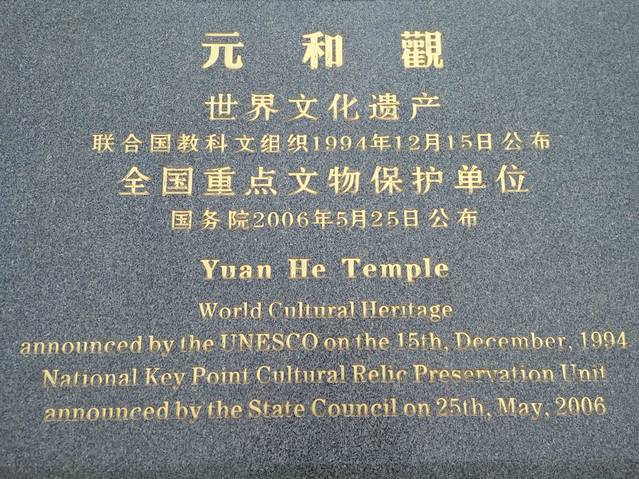 元和觀
世界文化遗产
联合国教科文组织1994年12月15日公布
全国重点文物保护单位
国务院2006年5月25日公布
Yuan He Temple
World Cultural Heritage
announced by the UNESCO on the 15th, December, 1994
National Key Point Cultural Relic Preservation Unit
announced by the State Council on 25th, May, 2006